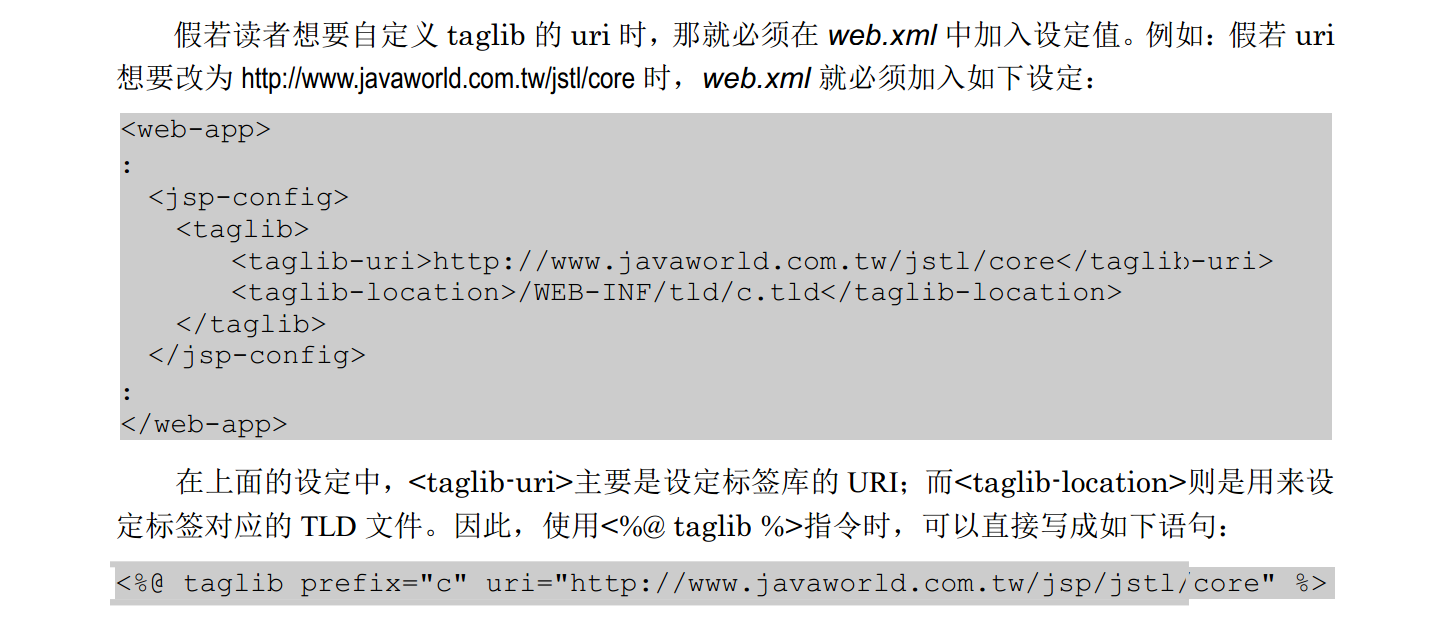 假若读者想要自定义 taglib 的 uri 时，那就必须在 web.xml 中加入设定值。例如：假若 uri
想要改为 http://www.javaworld.com.tw/jstl/core 时，web.xml 就必须加入如下设定：
<web-app>
:
<jsp-config>
<taglib>
<taglib-uri>http://www.javaworld.com.tw/jstl/core</taglib-uri>
<taglib-location>/WEB-INF/tld/c.tld</taglib-location>
</taglib>
</jsp-config>
:
</web-app>
在上面的设定中，<taglib-uri>主要是设定标签库的 URI；而<taglib-location>则是用来设
定标签对应的 TLD 文件。因此，使用<%@ taglib %>指令时，可以直接写成如下语句：
<%@ taglib prefix="c" uri="http://www.javaworld.com.tw/jsp/jstl/core" %>